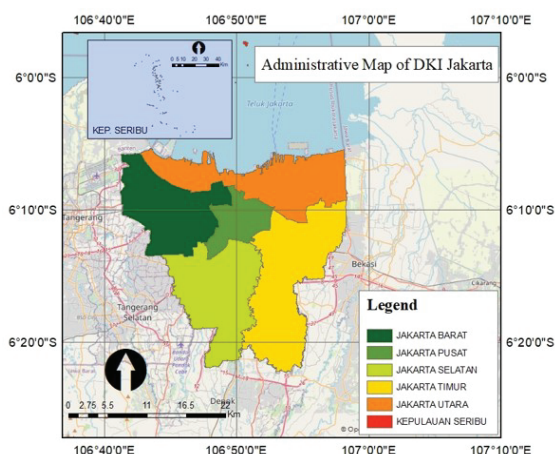 106°40'0"E 106°50'0"E 107°0'0"E 107°10'0"E
6°0'0"S
6°10'0"S
6°20'0"S
Administrative Map of DKI Jakarta
0 5 10 20 30 40
Km
KEP. SERIBU
Teluk Jakarta
Tangerang
Bekasi
Cikarang
Tangerang
Selatan
Depok
Legend
JAKARTA BARAT
JAKARTA PUSAT
JAKARTA SELATAN
JAKARTA TIMUR
JAKARTA UTARA
KEPULAUAN SERIBU
0 2.75 5.5 11 16.5 22
Km
6°0'0"S
6°10'0"S
6°20'0"S
106°40'0"E 106°50'0"E 107°0'0"E 107°10'0"E